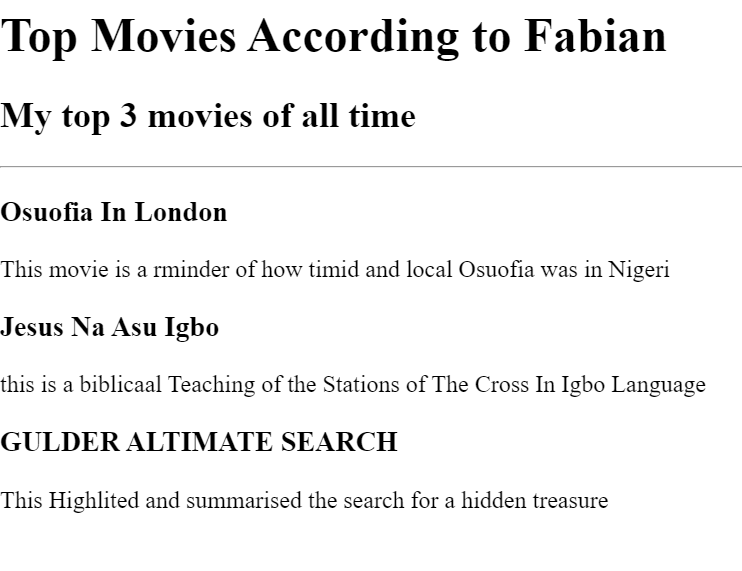 Top Movies According to Fabian
My top 3 movies of all time
Osuofia In London
This movie is a rminder of how timid and local Osuofia was in Nigeri
Jesus Na Asu Igbo
this is a biblicaal Teaching of the Stations of The Cross In Igbo Language
GULDER ALTIMATE SEARCH
This Highlited and summarised the search for a hidden treasure